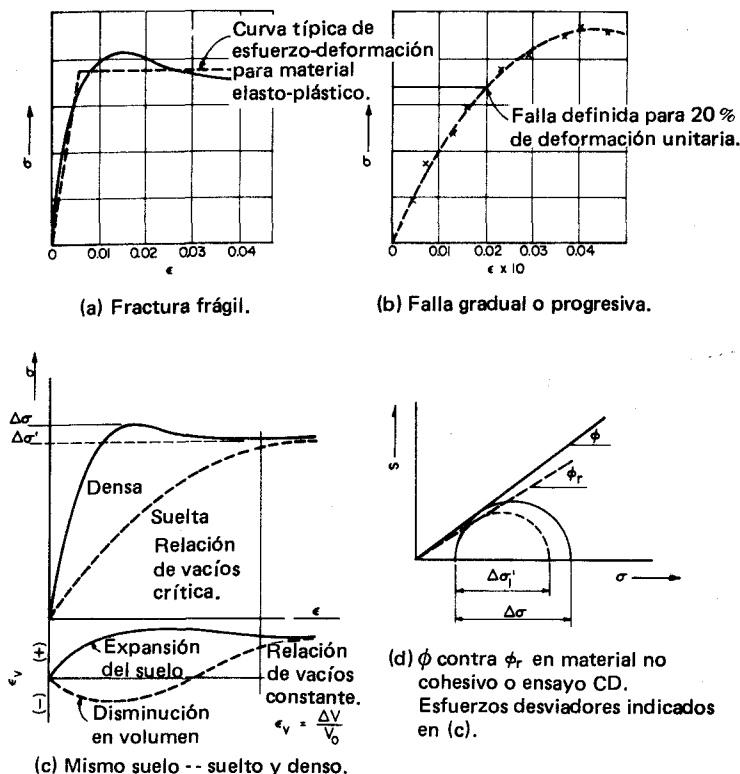 Curva típica de
esfuerzo-deformación
para material
elasto-plástico.
σ
0
0.01
0.02
0.03
0.04
ϵ
(a) Fractura frágil.
Falla definida para 20 %
de deformación unitaria.
σ
0
0.01
0.02
0.03
0.04
ϵ x 10
(b) Falla gradual o progresiva.
σ
Δσ
Δσ'
Densa
Suelta
Relación
de vacíos
crítica.
ϵ
(+)
ϵv
(-)
Expansión
del suelo
Disminución
en volumen
Relación
de vacíos
constante.
ϵv = ΔV/V0
(c) Mismo suelo -- suelto y denso.
s
ϕ
ϕr
σ
Δσ1'
Δσ
(d) ϕ contra ϕr en material no
cohesivo o ensayo CD.
Esfuerzos desviadores indicados
en (c).